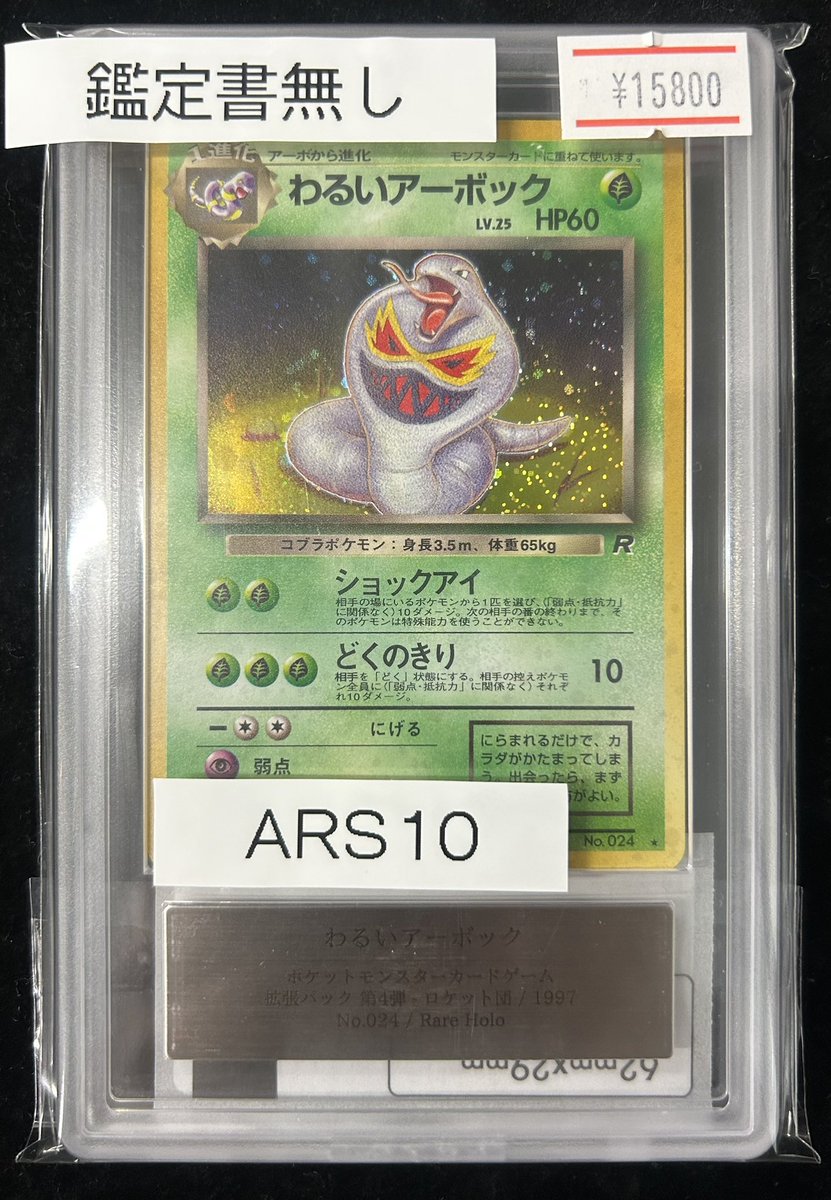 鑑定書無し
¥15800
1進化
アーボから進化
モンスターカードに重ねて使います。
わるいアーボック
LV.25 HP60
コブラポケモン：身長3.5m、体重65kg
R
ショックアイ
相手の場にいるポケモンから1匹を選び、(「弱点・抵抗力」
に関係なく)10ダメージ。次の相手の番の終わりまで、そ
のポケモンは特殊能力を使うことができない。
どくのきり
10
相手を「どく」状態にする。相手の控えポケモ
ン全員に(「弱点・抵抗力」に関係なく)それぞ
れ10ダメージ。
にげる
弱点
にらまれるだけで、カ
ラダがかたまってしま
う。出会ったら、まず
がよい。
No.024
ARS10
わるいアーボック
ポケットモンスターカードゲーム
拡張パック 第4弾 - ロケット団 / 1997
No.024 / Rare Holo
62mmx29mm